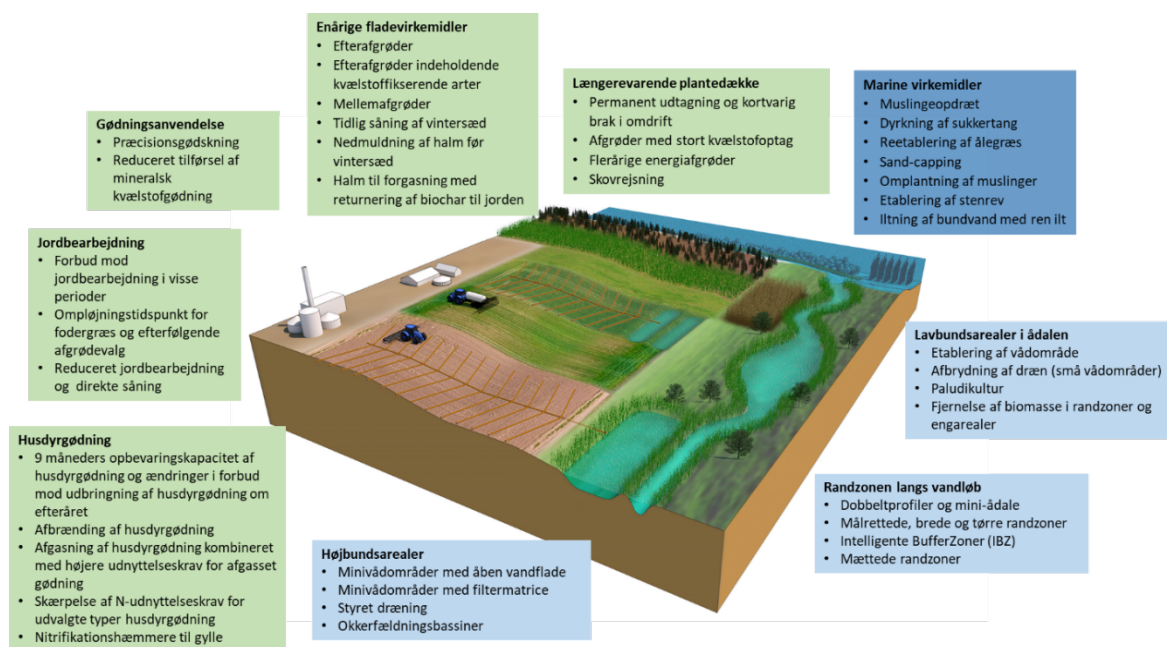 Enårige fladevirkemidler
• Efterafgrøder
• Efterafgrøder indeholdende
kvælstoffikserende arter
• Mellemafgrøder
• Tidlig såning af vintersæd
• Nedmuldning af halm før
vintersæd
• Halm til forgasning med
returnering af biochar til jorden
Længerevarende plantedække
• Permanent udtagning og kortvarig
brak i omdrift
• Afgrøder med stort kvælstofoptag
• Flerårige energiafgrøder
• Skovrejsning
Marine virkemidler
• Muslingeopdræt
• Dyrkning af sukkertang
• Reetablering af ålegræs
• Sand-capping
• Omplantning af muslinger
• Etablering af stenrev
• Iltning af bundvand med ren ilt
Gødningsanvendelse
• Præcisionsgødskning
• Reduceret tilførsel af
mineralsk
kvælstofgødning
Jordbearbejdning
• Forbud mod
jordbearbejdning i visse
perioder
• Ompløjningstidspunkt for
fodergræs og efterfølgende
afgrødevalg
• Reduceret jordbearbejdning
og direkte såning
Lavbundsarealer i ådalen
• Etablering af vådområde
• Afbrydning af dræn (små vådområder)
• Paludikultur
• Fjernelse af biomasse i randzoner og
engarealer
Husdyrgødning
• 9 måneders opbevaringskapacitet af
husdyrgødning og ændringer i forbud
mod udbringning af husdyrgødning om
efteråret
• Afbrænding af husdyrgødning
• Afgasning af husdyrgødning kombineret
med højere udnyttelseskrav for afgasset
gødning
• Skærpelse af N-udnyttelseskrav for
udvalgte typer husdyrgødning
• Nitrifikationshæmmere til gylle
Højbundsarealer
• Minivådområder med åben vandflade
• Minivådområder med filtermatrice
• Styret dræning
• Okkerfældningsbassiner
Randzonen langs vandløb
• Dobbeltprofiler og mini-ådale
• Målrettede, brede og tørre randzoner
• Intelligente BufferZoner (IBZ)
• Mættede randzoner